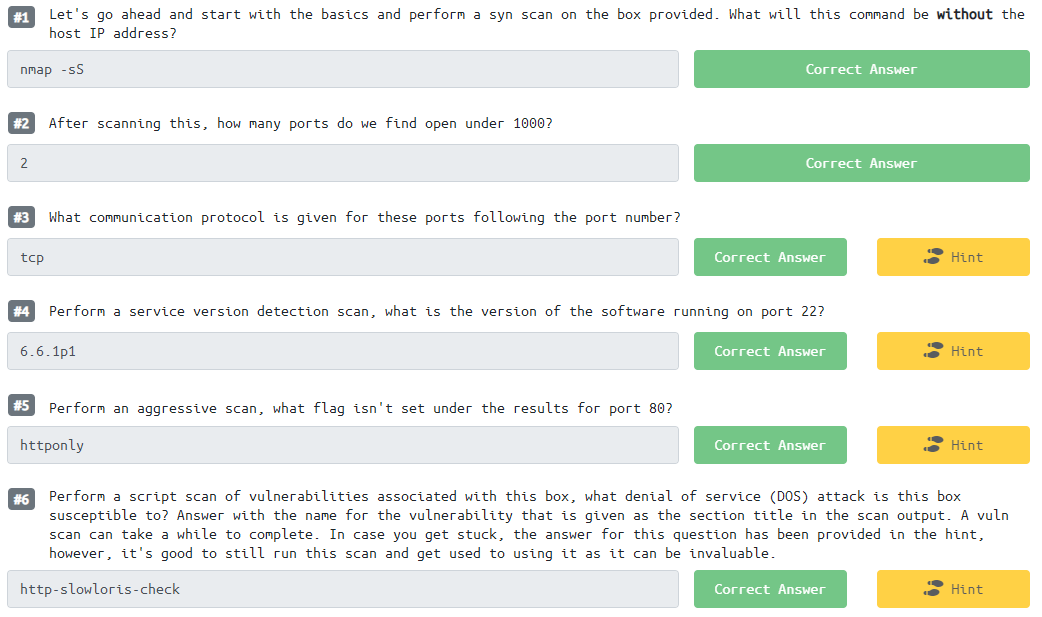 #1 Let's go ahead and start with the basics and perform a syn scan on the box provided. What will this command be without the
host IP address?
nmap -sS Correct Answer
#2 After scanning this, how many ports do we find open under 1000?
2 Correct Answer
#3 What communication protocol is given for these ports following the port number?
tcp Correct Answer Hint
#4 Perform a service version detection scan, what is the version of the software running on port 22?
6.6.1p1 Correct Answer Hint
#5 Perform an aggressive scan, what flag isn't set under the results for port 80?
httponly Correct Answer Hint
#6 Perform a script scan of vulnerabilities associated with this box, what denial of service (DOS) attack is this box
susceptible to? Answer with the name for the vulnerability that is given as the section title in the scan output. A vuln
scan can take a while to complete. In case you get stuck, the answer for this question has been provided in the hint,
however, it's good to still run this scan and get used to using it as it can be invaluable.
http-slowloris-check Correct Answer Hint